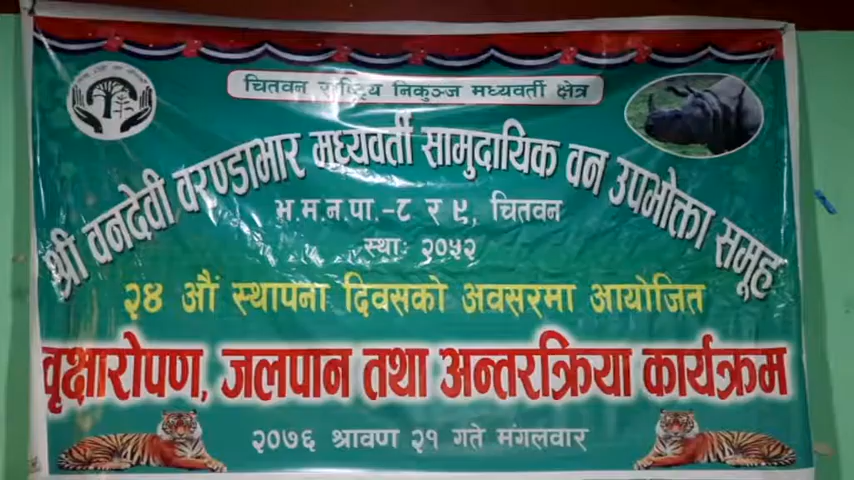 चितवन राष्ट्रिय निकुञ्ज मध्यवर्ती क्षेत्र
श्री वनदेवी वरण्डाभार मध्यवर्ती सामुदायिक वन उपभोक्ता समूह
भ.म.न.पा.-८ र ९, चितवन
स्था: २०५२
२४ औं स्थापना दिवसको अवसरमा आयोजित
वृक्षारोपण, जलपान तथा अन्तरक्रिया कार्यक्रम
२०७६ श्रावण २१ गते मंगलवार